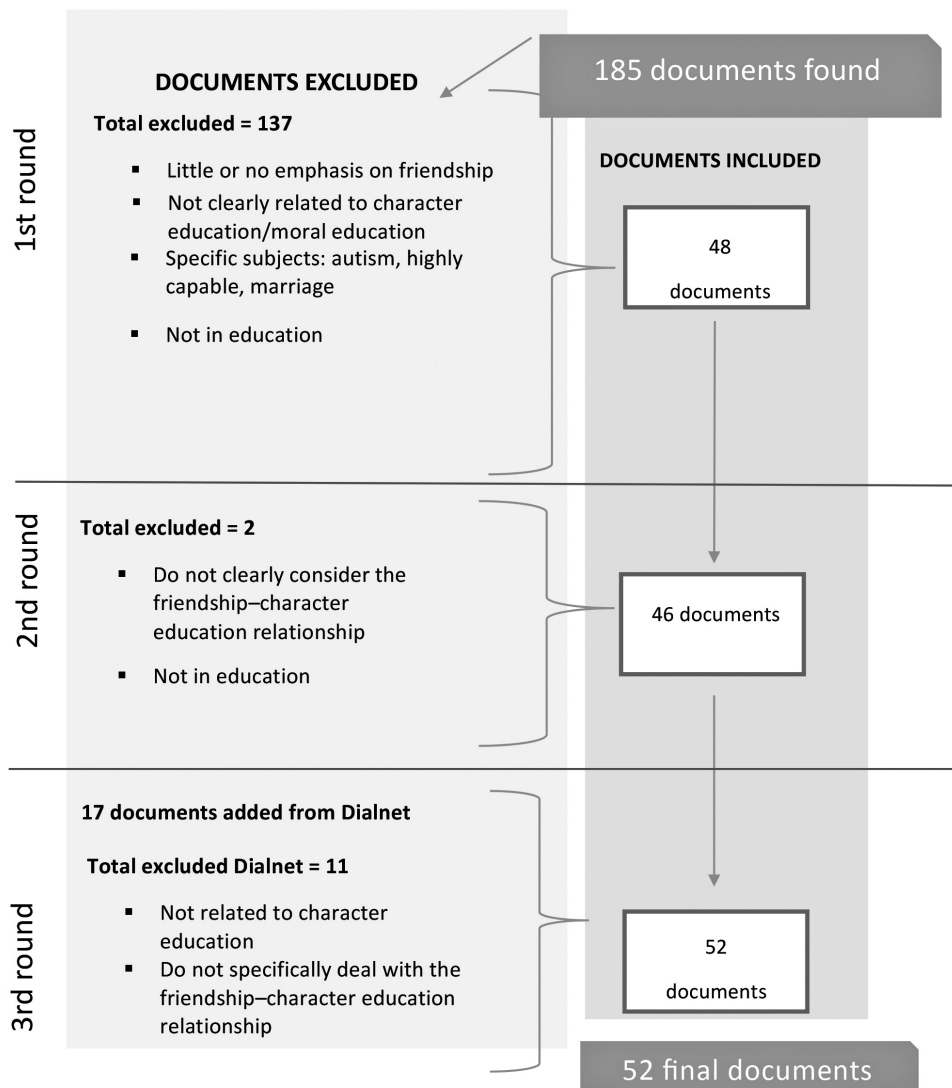 185 documents found
1st round
DOCUMENTS EXCLUDED
Total excluded = 137
▪ Little or no emphasis on friendship
▪ Not clearly related to character
education/moral education
▪ Specific subjects: autism, highly
capable, marriage
▪ Not in education
DOCUMENTS INCLUDED
48
documents
2nd round
Total excluded = 2
▪ Do not clearly consider the
friendship–character
education relationship
▪ Not in education
46 documents
3rd round
17 documents added from Dialnet
Total excluded Dialnet = 11
▪ Not related to character
education
▪ Do not specifically deal with the
friendship–character education
relationship
52
documents
52 final documents